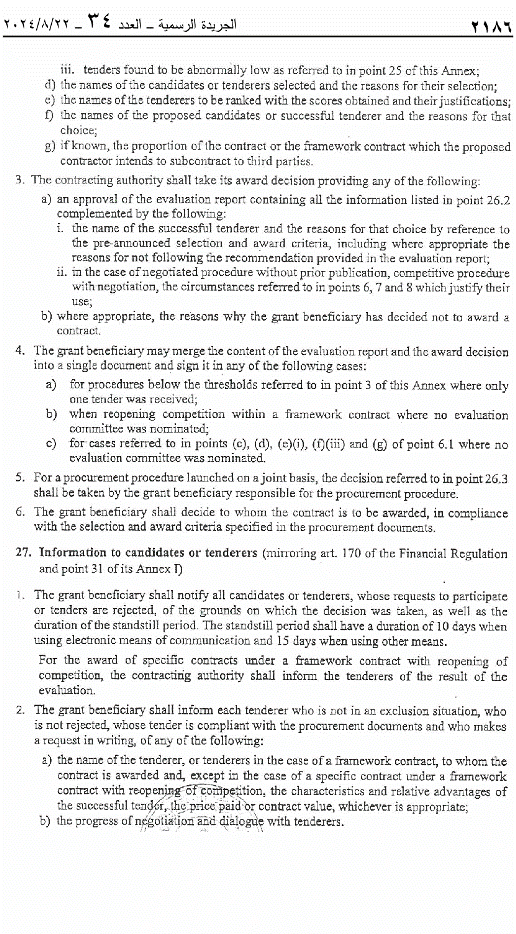 ٢١٨٦ الجريدة الرسمية – العدد ٣٤ – ٢٠٢٤/٨/٢٢
iii. tenders found to be abnormally low as referred to in point 25 of this Annex;
d) the names of the candidates or tenderers selected and the reasons for their selection;
e) the names of the tenderers to be ranked with the scores obtained and their justifications;
f) the names of the proposed candidates or successful tenderer and the reasons for that
choice;
g) if known, the proportion of the contract or the framework contract which the proposed
contractor intends to subcontract to third parties.
3. The contracting authority shall take its award decision providing any of the following:
a) an approval of the evaluation report containing all the information listed in point 26.2
complemented by the following:
i. the name of the successful tenderer and the reasons for that choice by reference to
the pre-announced selection and award criteria, including where appropriate the
reasons for not following the recommendation provided in the evaluation report;
ii. in the case of negotiated procedure without prior publication, competitive procedure
with negotiation, the circumstances referred to in points 6, 7 and 8 which justify their
use;
b) where appropriate, the reasons why the grant beneficiary has decided not to award a
contract.
4. The grant beneficiary may merge the content of the evaluation report and the award decision
into a single document and sign it in any of the following cases:
a) for procedures below the thresholds referred to in point 3 of this Annex where only
one tender was received;
b) when reopening competition within a framework contract where no evaluation
committee was nominated;
c) for cases referred to in points (c), (d), (e)(i), (f)(iii) and (g) of point 6.1 where no
evaluation committee was nominated.
5. For a procurement procedure launched on a joint basis, the decision referred to in point 26.3
shall be taken by the grant beneficiary responsible for the procurement procedure.
6. The grant beneficiary shall decide to whom the contract is to be awarded, in compliance
with the selection and award criteria specified in the procurement documents.
27. Information to candidates or tenderers (mirroring art. 170 of the Financial Regulation
and point 31 of its Annex I)
1. The grant beneficiary shall notify all candidates or tenderers, whose requests to participate
or tenders are rejected, of the grounds on which the decision was taken, as well as the
duration of the standstill period. The standstill period shall have a duration of 10 days when
using electronic means of communication and 15 days when using other means.
For the award of specific contracts under a framework contract with reopening of
competition, the contracting authority shall inform the tenderers of the result of the
evaluation.
2. The grant beneficiary shall inform each tenderer who is not in an exclusion situation, who
is not rejected, whose tender is compliant with the procurement documents and who makes
a request in writing, of any of the following:
a) the name of the tenderer, or tenderers in the case of a framework contract, to whom the
contract is awarded and, except in the case of a specific contract under a framework
contract with reopening of competition, the characteristics and relative advantages of
the successful tender, the price paid or contract value, whichever is appropriate;
b) the progress of negotiation and dialogue with tenderers.